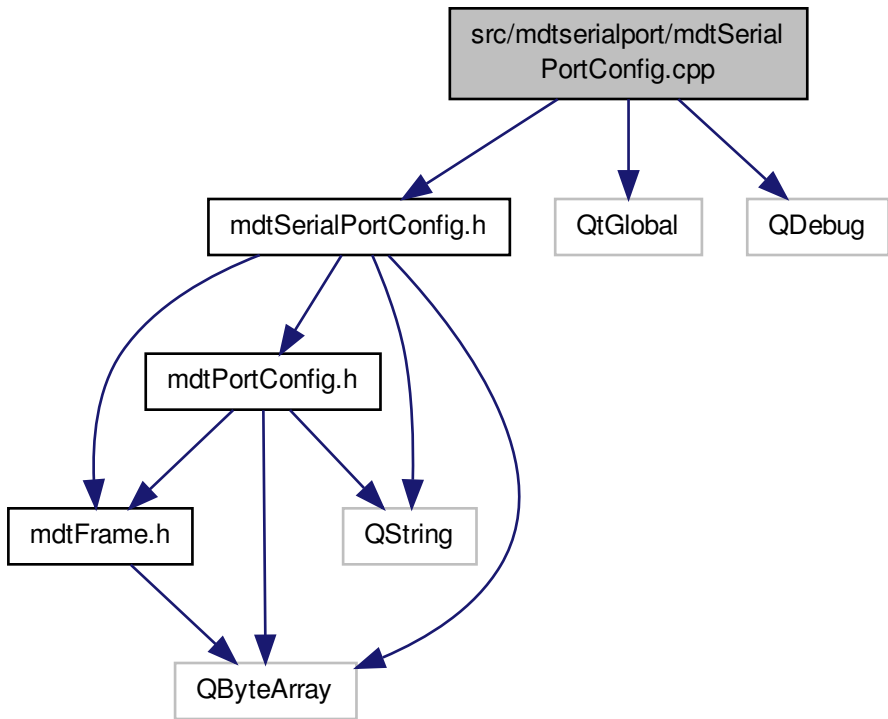 src/mdtserialport/mdtSerial
PortConfig.cpp
mdtSerialPortConfig.h
QtGlobal
QDebug
mdtPortConfig.h
mdtFrame.h
QString
QByteArray